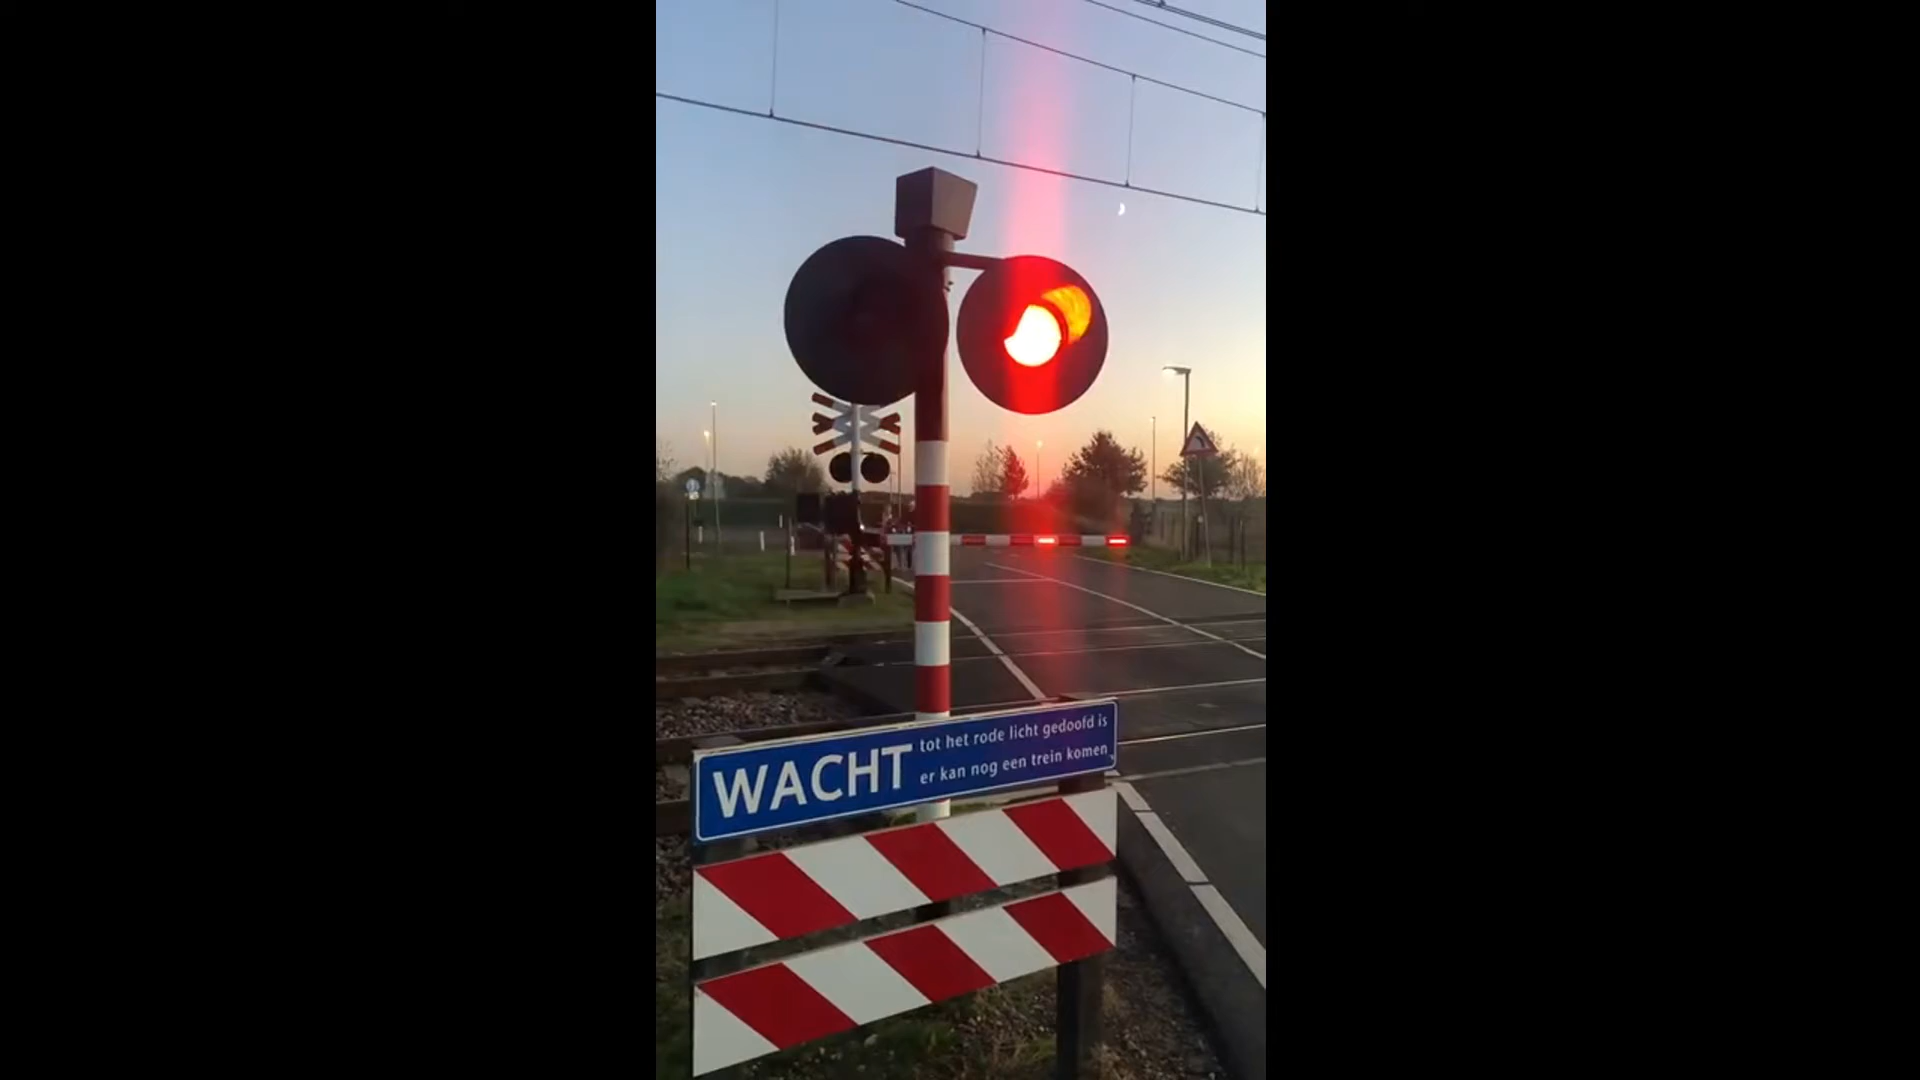 WACHT
tot het rode licht gedoofd is
er kan nog een trein komen